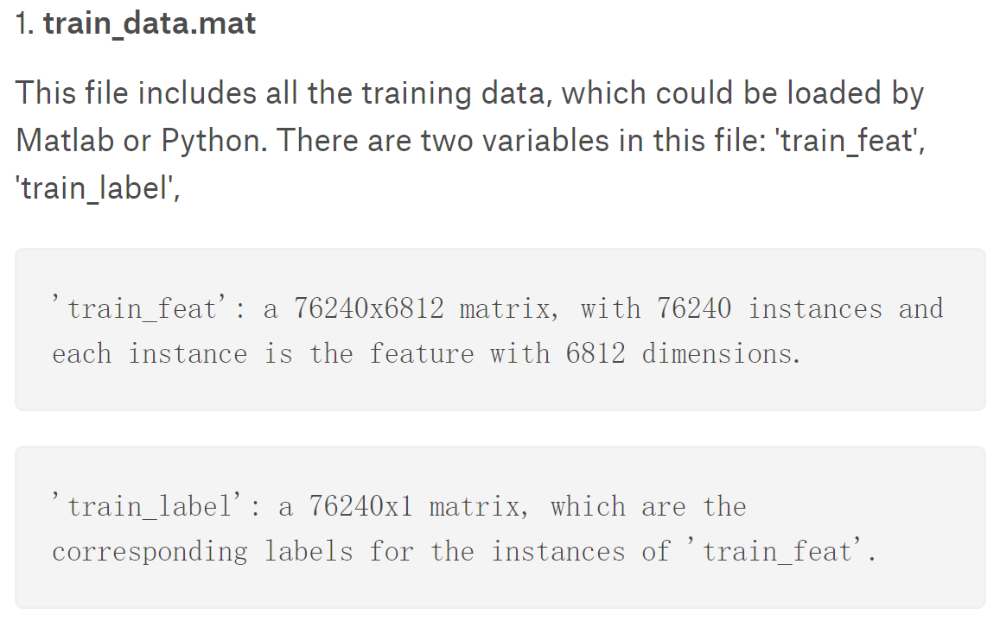 1. train_data.mat
This file includes all the training data, which could be loaded by
Matlab or Python. There are two variables in this file: 'train_feat',
'train_label',
'train_feat': a 76240x6812 matrix, with 76240 instances and
each instance is the feature with 6812 dimensions.
'train_label': a 76240x1 matrix, which are the
corresponding labels for the instances of 'train_feat'.